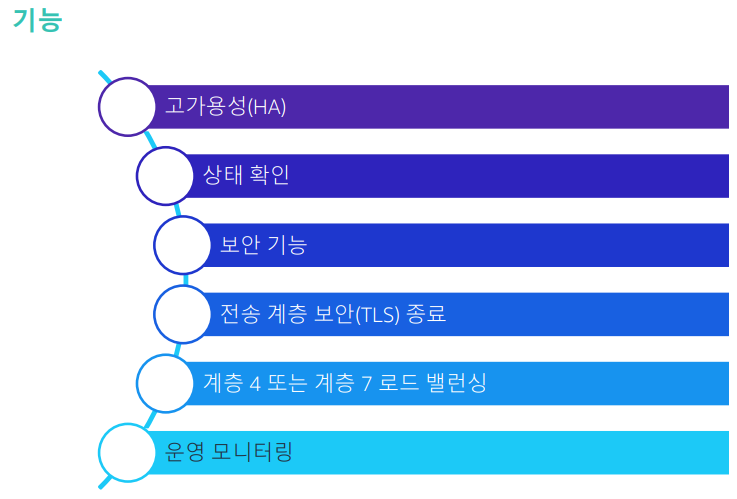 기능
고가용성(HA)
상태 확인
보안 기능
전송 계층 보안(TLS) 종료
계층 4 또는 계층 7 로드 밸런싱
운영 모니터링